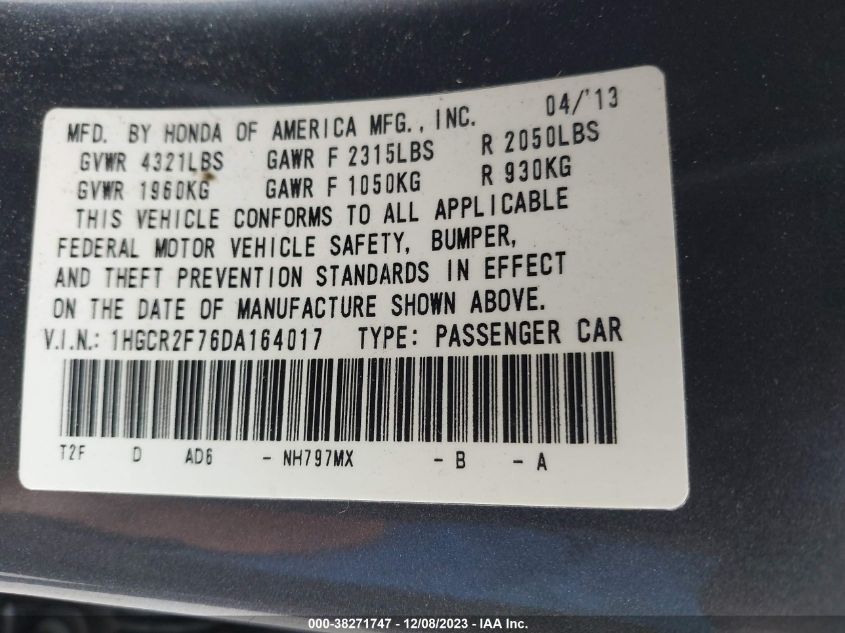 MFD. BY HONDA OF AMERICA MFG., INC. 04/'13
GVWR 4321LBS GAWR F 2315LBS R 2050LBS
GVWR 1960KG GAWR F 1050KG R 930KG
THIS VEHICLE CONFORMS TO ALL APPLICABLE
FEDERAL MOTOR VEHICLE SAFETY, BUMPER,
AND THEFT PREVENTION STANDARDS IN EFFECT
ON THE DATE OF MANUFACTURE SHOWN ABOVE.
V.I.N.: 1HGCR2F76DA164017 TYPE: PASSENGER CAR
T2F D AD6 - NH797MX - B - A
000-38271747 - 12/08/2023 - IAA Inc.